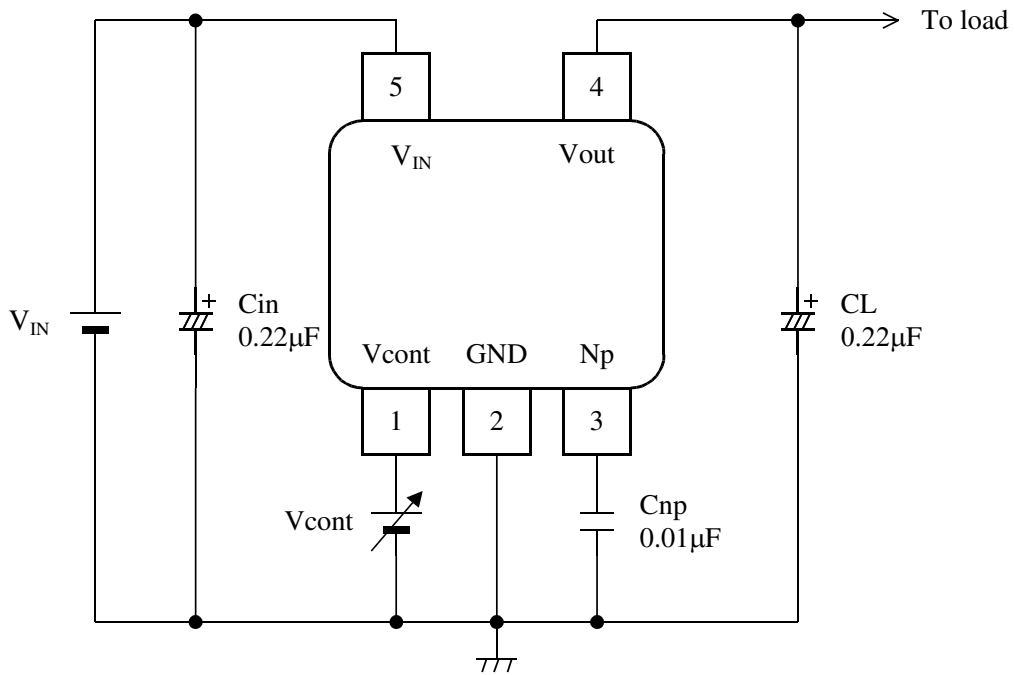 To load
5
4
V_IN
Vout
V_IN
+
Cin
0.22μF
+
CL
0.22μF
Vcont
GND
Np
1
2
3
Vcont
Cnp
0.01μF